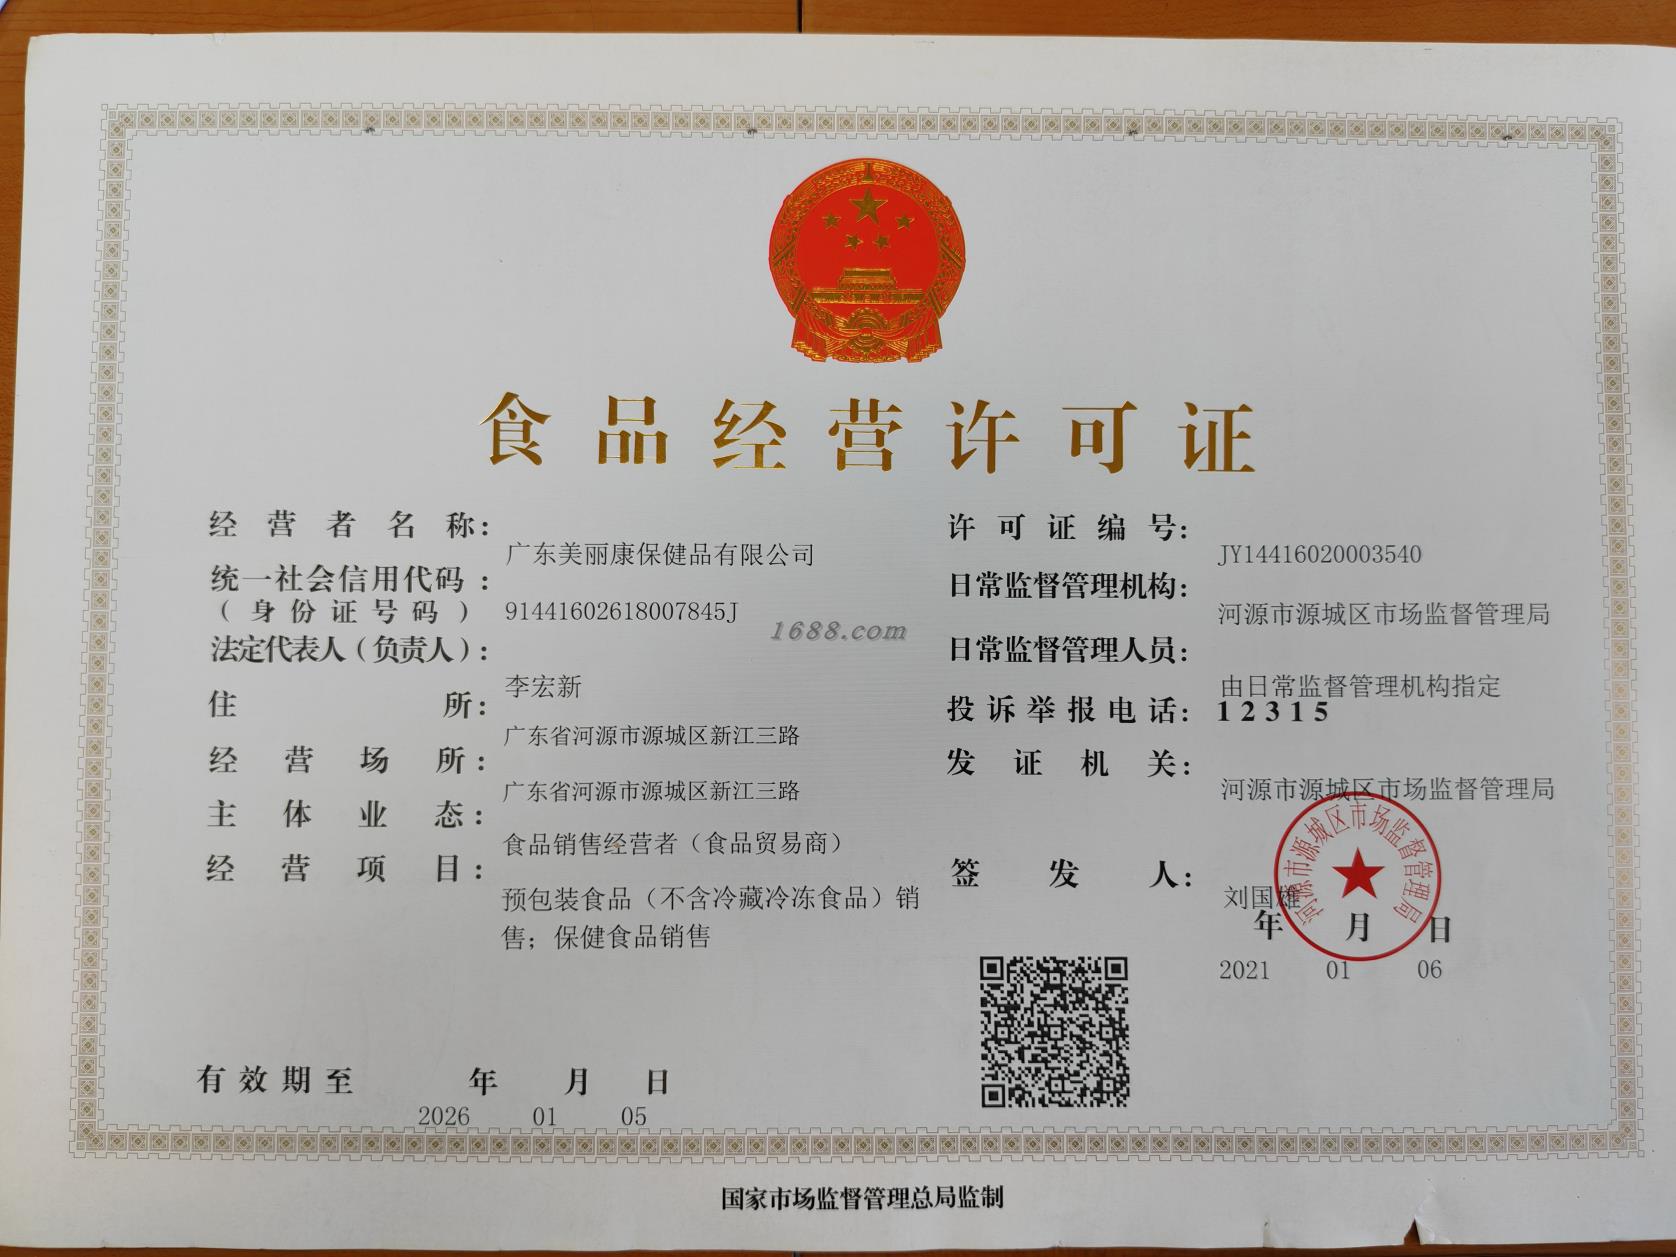 食品经营许可证
经营者名称：
广东美丽康保健品有限公司
统一社会信用代码：
（身份证号码）
91441602618007845J
法定代表人（负责人）：
李宏新
住所：
广东省河源市源城区新江三路
经营场所：
广东省河源市源城区新江三路
主体业态：
食品销售经营者（食品贸易商）
经营项目：
预包装食品（不含冷藏冷冻食品）销
售；保健食品销售
许可证编号：
JY14416020003540
日常监督管理机构：
河源市源城区市场监督管理局
日常监督管理人员：
由日常监督管理机构指定
投诉举报电话：12315
发证机关：
河源市源城区市场监督管理局
河源市源城区市场监督管理局
签发人：
刘国雄
年 月 日
2021 01 06
有效期至 年 月 日
2026 01 05
国家市场监督管理总局监制
1688.com